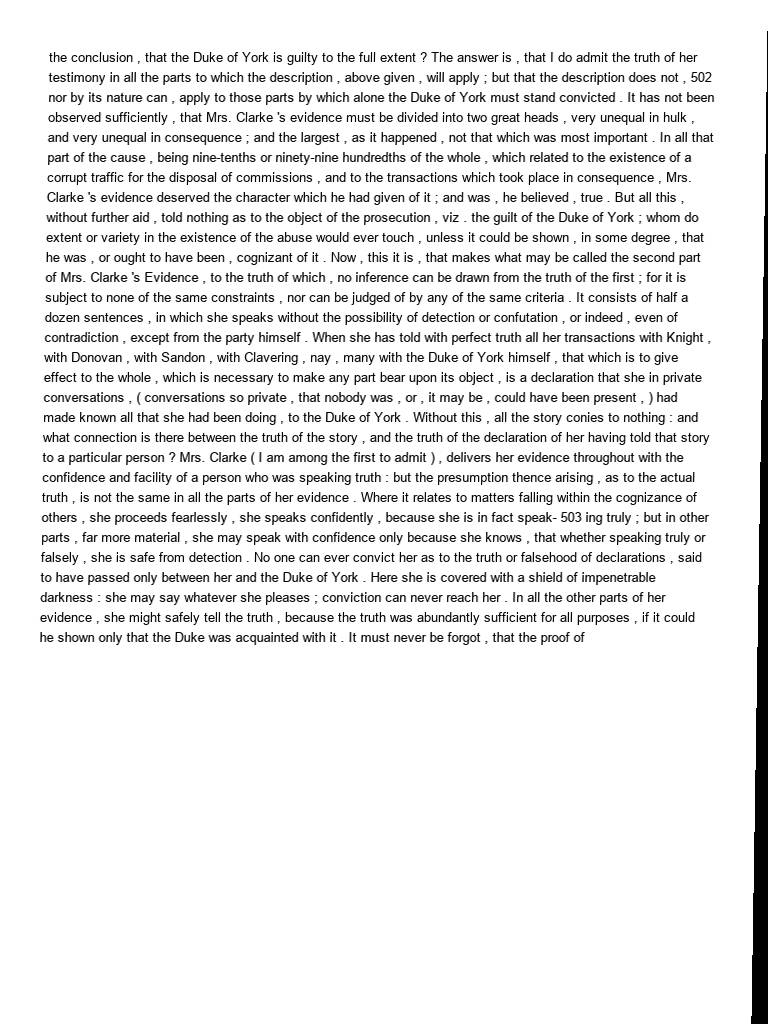 the conclusion , that the Duke of York is guilty to the full extent ? The answer is , that I do admit the truth of her
testimony in all the parts to which the description , above given , will apply ; but that the description does not , 502
nor by its nature can , apply to those parts by which alone the Duke of York must stand convicted . It has not been
observed sufficiently , that Mrs. Clarke 's evidence must be divided into two great heads , very unequal in hulk ,
and very unequal in consequence ; and the largest , as it happened , not that which was most important . In all that
part of the cause , being nine-tenths or ninety-nine hundredths of the whole , which related to the existence of a
corrupt traffic for the disposal of commissions , and to the transactions which took place in consequence , Mrs.
Clarke 's evidence deserved the character which he had given of it ; and was , he believed , true . But all this ,
without further aid , told nothing as to the object of the prosecution , viz . the guilt of the Duke of York ; whom do
extent or variety in the existence of the abuse would ever touch , unless it could be shown , in some degree , that
he was , or ought to have been , cognizant of it . Now , this it is , that makes what may be called the second part
of Mrs. Clarke 's Evidence , to the truth of which , no inference can be drawn from the truth of the first ; for it is
subject to none of the same constraints , nor can be judged of by any of the same criteria . It consists of half a
dozen sentences , in which she speaks without the possibility of detection or confutation , or indeed , even of
contradiction , except from the party himself . When she has told with perfect truth all her transactions with Knight ,
with Donovan , with Sandon , with Clavering , nay , many with the Duke of York himself , that which is to give
effect to the whole , which is necessary to make any part bear upon its object , is a declaration that she in private
conversations , ( conversations so private , that nobody was , or , it may be , could have been present , ) had
made known all that she had been doing , to the Duke of York . Without this , all the story conies to nothing : and
what connection is there between the truth of the story , and the truth of the declaration of her having told that story
to a particular person ? Mrs. Clarke ( I am among the first to admit ) , delivers her evidence throughout with the
confidence and facility of a person who was speaking truth : but the presumption thence arising , as to the actual
truth , is not the same in all the parts of her evidence . Where it relates to matters falling within the cognizance of
others , she proceeds fearlessly , she speaks confidently , because she is in fact speak- 503 ing truly ; but in other
parts , far more material , she may speak with confidence only because she knows , that whether speaking truly or
falsely , she is safe from detection . No one can ever convict her as to the truth or falsehood of declarations , said
to have passed only between her and the Duke of York . Here she is covered with a shield of impenetrable
darkness : she may say whatever she pleases ; conviction can never reach her . In all the other parts of her
evidence , she might safely tell the truth , because the truth was abundantly sufficient for all purposes , if it could
he shown only that the Duke was acquainted with it . It must never be forgot , that the proof of